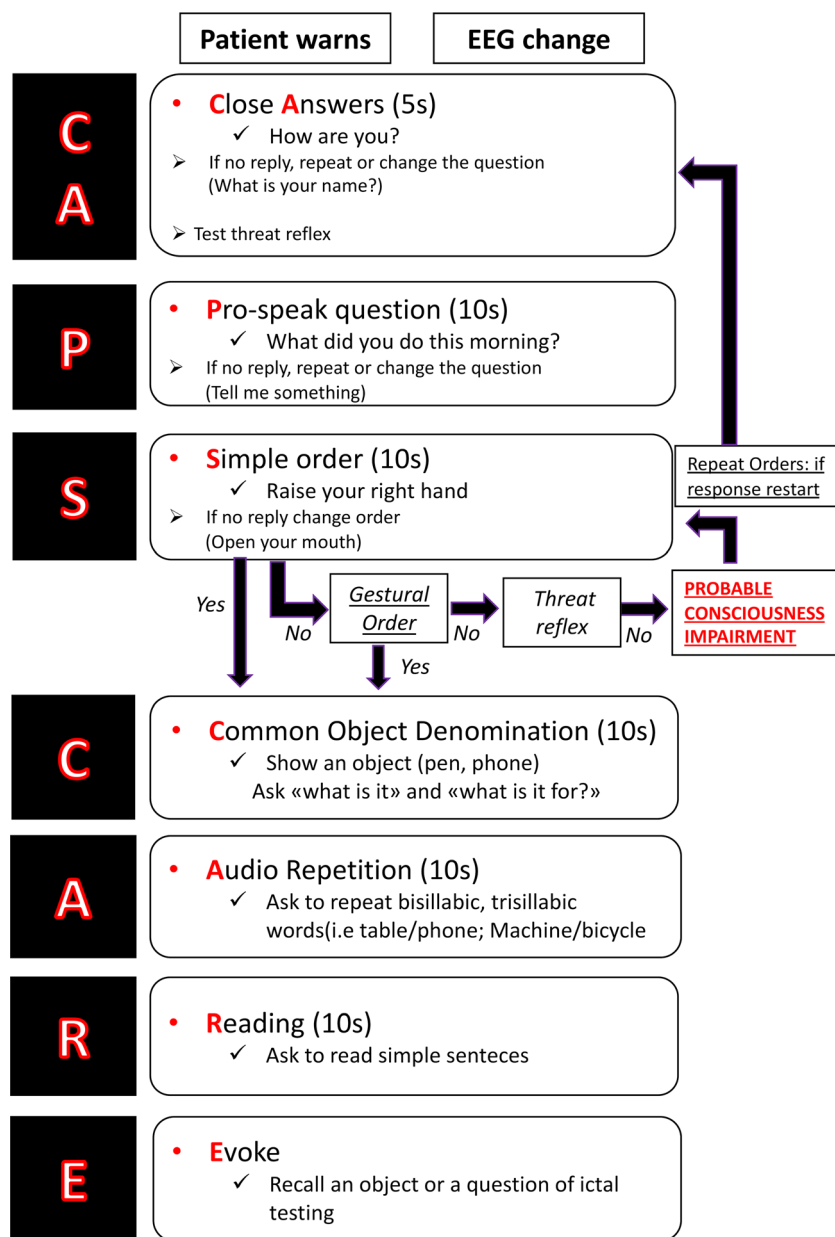 Patient warns
EEG change
C
A
• Close Answers (5s)
✓ How are you?
➢ If no reply, repeat or change the question
(What is your name?)
➢ Test threat reflex
P
• Pro-speak question (10s)
✓ What did you do this morning?
➢ If no reply, repeat or change the question
(Tell me something)
S
• Simple order (10s)
✓ Raise your right hand
➢ If no reply change order
(Open your mouth)
Repeat Orders: if
response restart
Yes
No
Gestural
Order
No
Yes
Threat
reflex
No
PROBABLE
CONSCIOUSNESS
IMPAIRMENT
C
• Common Object Denomination (10s)
✓ Show an object (pen, phone)
Ask «what is it» and «what is it for?»
A
• Audio Repetition (10s)
✓ Ask to repeat bisillabic, trisillabic
words(i.e table/phone; Machine/bicycle
R
• Reading (10s)
✓ Ask to read simple senteces
E
• Evoke
✓ Recall an object or a question of ictal
testing